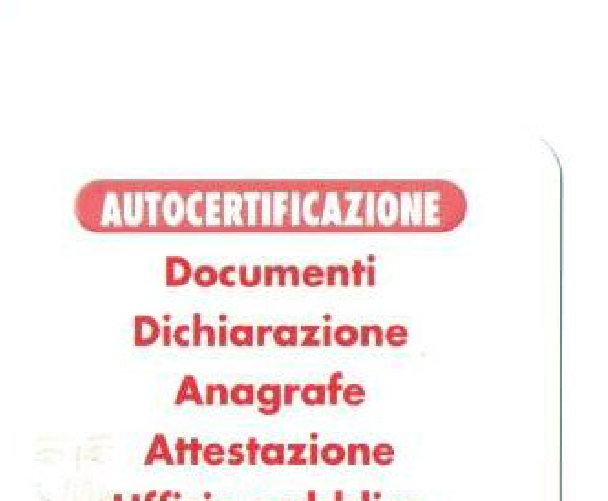 AUTOCERTIFICAZIONE
Documenti
Dichiarazione
Anagrafe
Attestazione